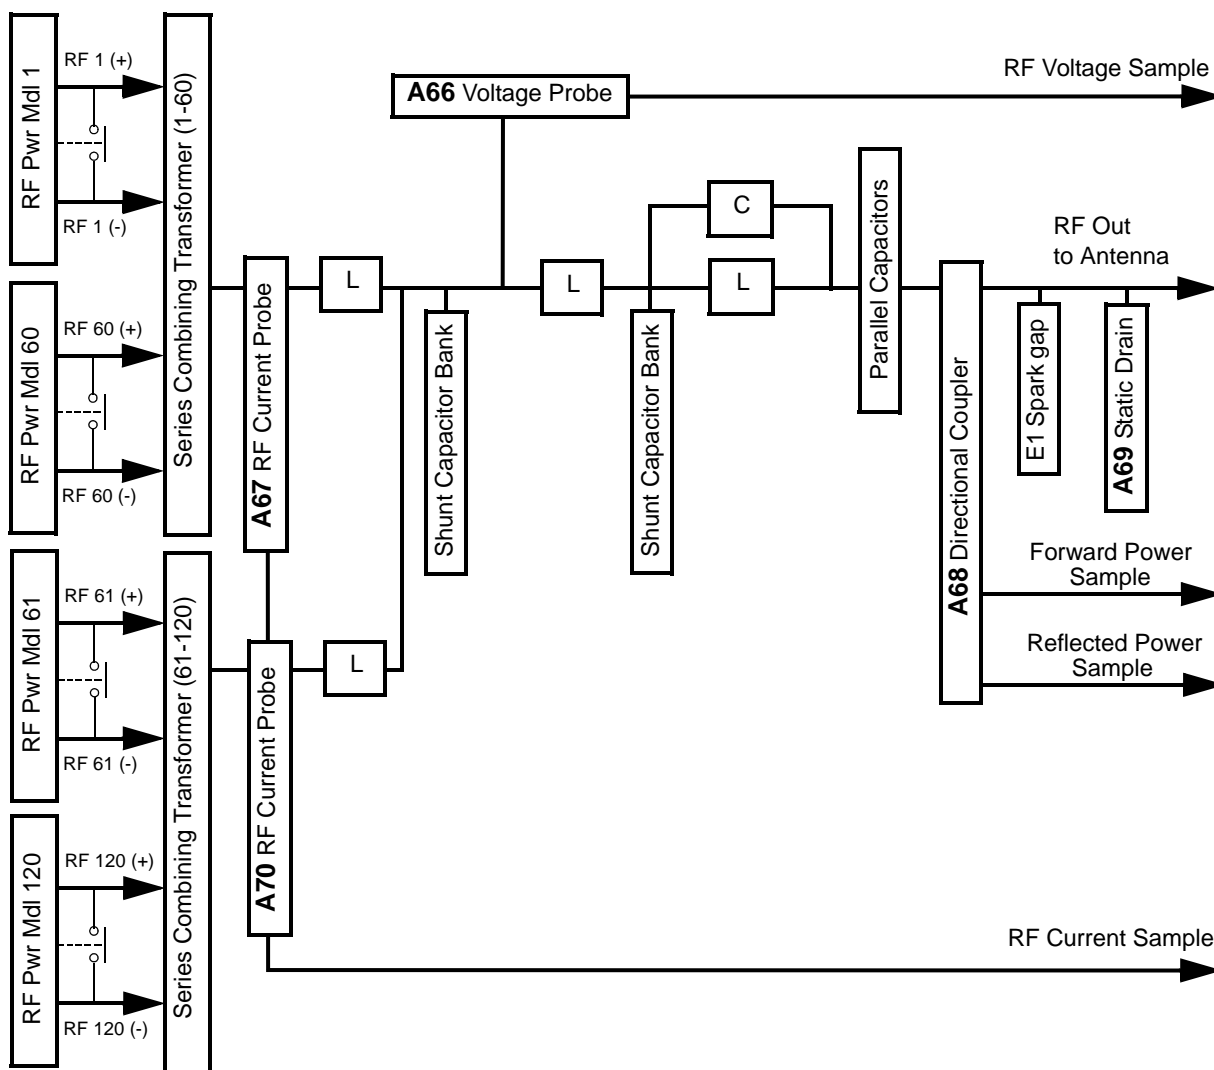 RF Pwr Mdl 1
RF 1 (+)
RF 1 (-)
RF Pwr Mdl 60
RF 60 (+)
RF 60 (-)
Series Combining Transformer (1-60)
RF Pwr Mdl 61
RF 61 (+)
RF 61 (-)
RF Pwr Mdl 120
RF 120 (+)
RF 120 (-)
Series Combining Transformer (61-120)
A67 RF Current Probe
A70 RF Current Probe
L
L
A66 Voltage Probe
RF Voltage Sample
Shunt Capacitor Bank
L
C
L
Shunt Capacitor Bank
Parallel Capacitors
A68 Directional Coupler
RF Out
to Antenna
E1 Spark gap
A69 Static Drain
Forward Power
Sample
Reflected Power
Sample
RF Current Sample